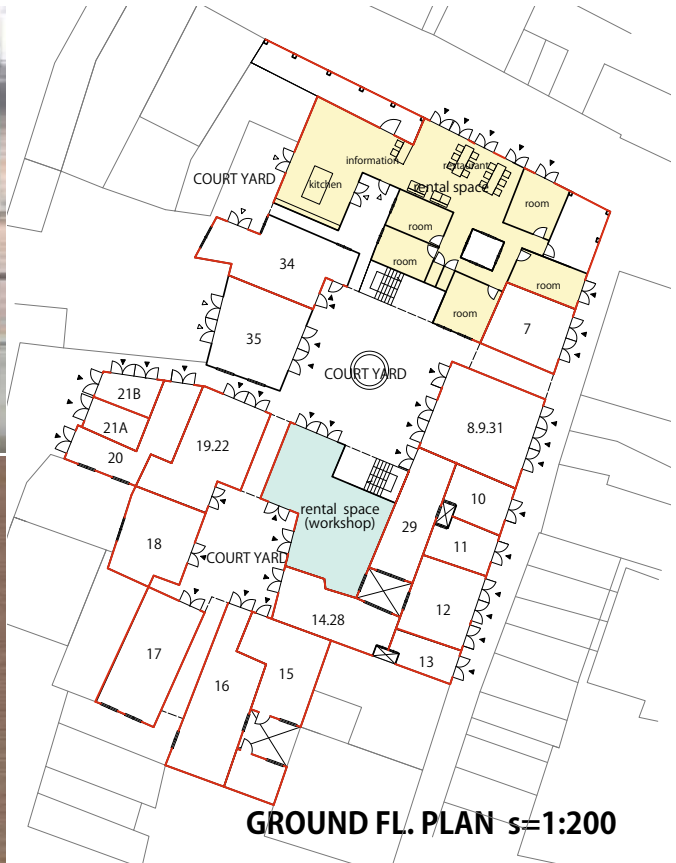 information
restaurant
COURT YARD
kitchen
rental space
room
room
room
room
room
34
7
35
COURT YARD
21B
21A
20
19.22
8.9.31
10
29
rental space
(workshop)
11
18
COURT YARD
12
14.28
13
17
15
16
GROUND FL. PLAN s=1:200